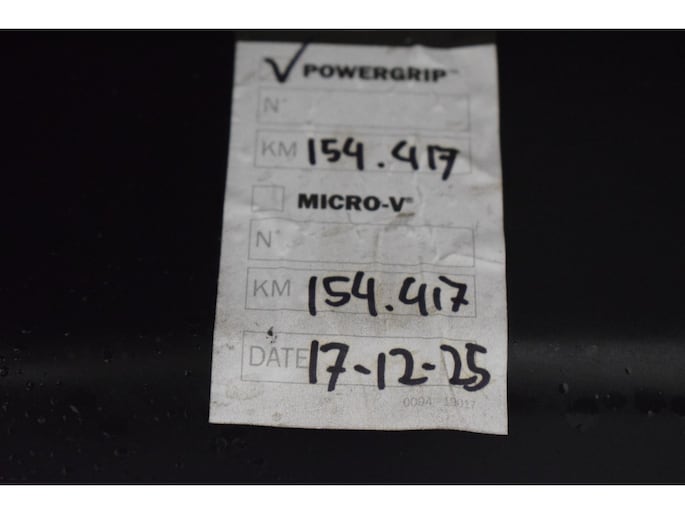 ✓ POWERGRIP™
N°
KM 154.417
MICRO-V®
N°
KM 154.417
DATE 17-12-25